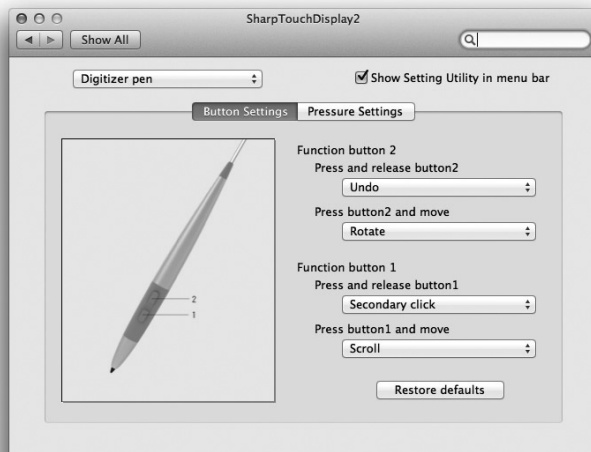 SharpTouchDisplay2
Show All
Digitizer pen
Show Setting Utility in menu bar
Button Settings Pressure Settings
Function button 2
Press and release button2
Undo
Press button2 and move
Rotate
Function button 1
Press and release button1
Secondary click
Press button1 and move
Scroll
Restore defaults
2
1